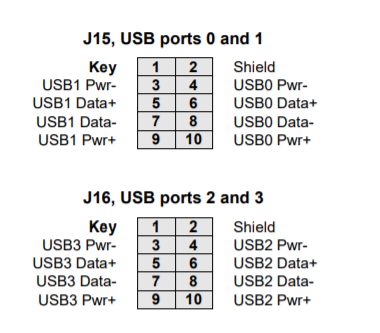 J15, USB ports 0 and 1
Key 1 2 Shield
USB1 Pwr- 3 4 USB0 Pwr-
USB1 Data+ 5 6 USB0 Data+
USB1 Data- 7 8 USB0 Data-
USB1 Pwr+ 9 10 USB0 Pwr+
J16, USB ports 2 and 3
Key 1 2 Shield
USB3 Pwr- 3 4 USB2 Pwr-
USB3 Data+ 5 6 USB2 Data+
USB3 Data- 7 8 USB2 Data-
USB3 Pwr+ 9 10 USB2 Pwr+